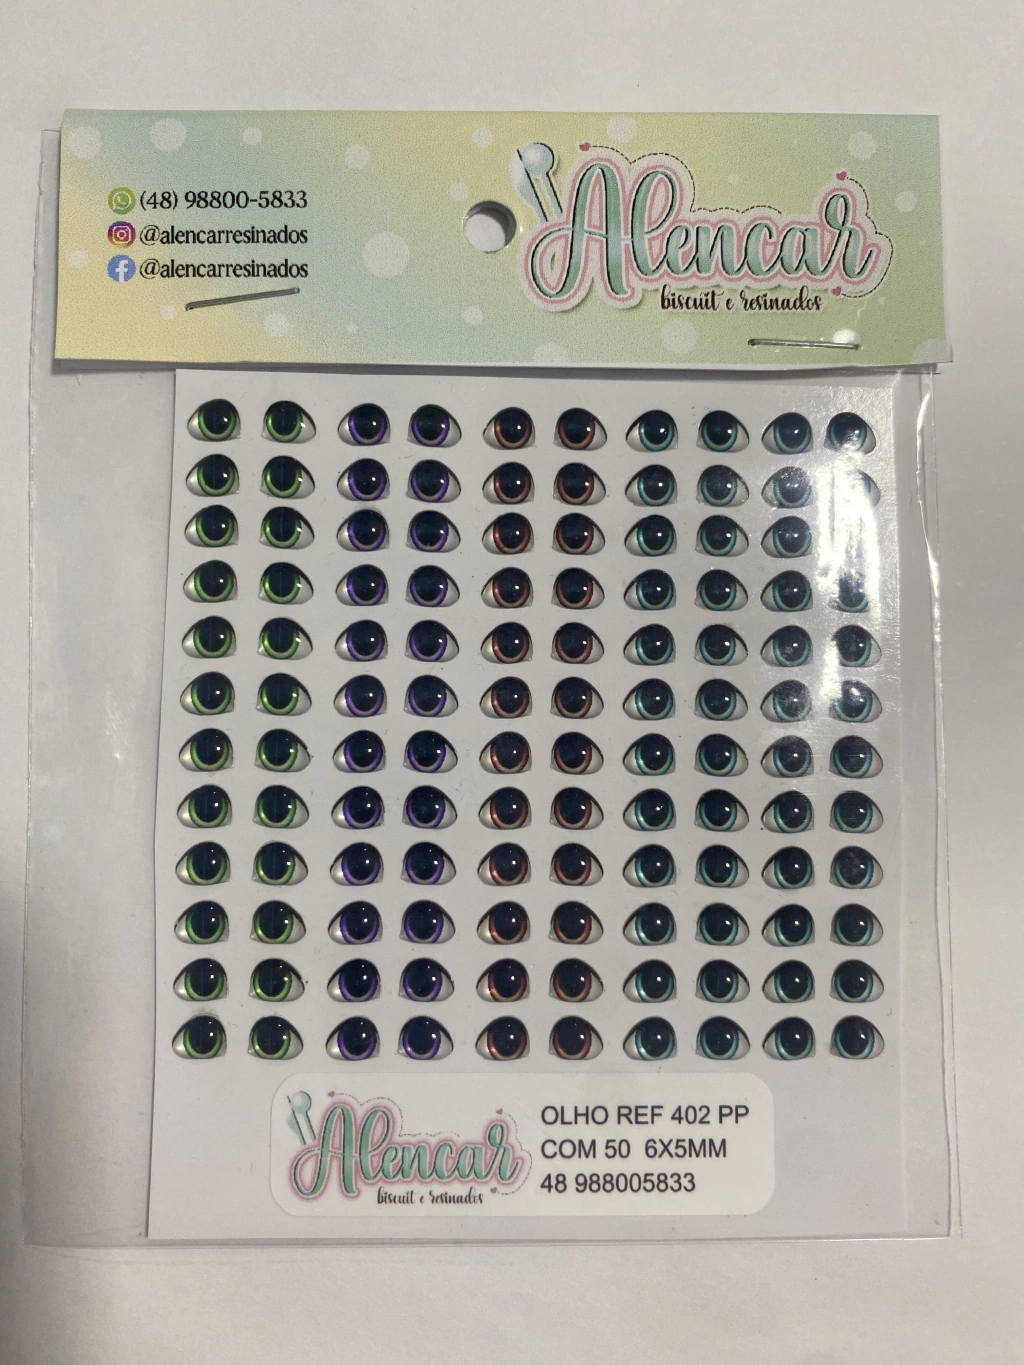 (48) 98800-5833
@alencarresinados
@alencarresinados
Alencar
biscuit e resinados
Alencar
biscuit e resinados
OLHO REF 402 PP
COM 50 6X5MM
48 988005833